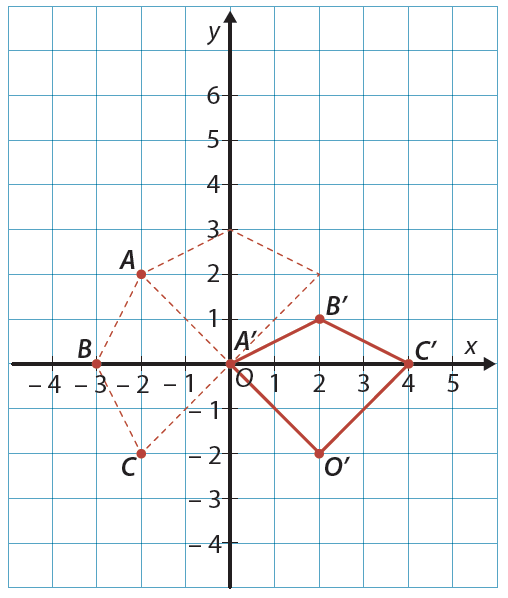 y
6
5
4
3
A
2
1
B'
A'
B
C'
x
O
– 4 – 3 – 2 – 1
1 2 3 4 5
– 1
– 2
C
O'
– 3
– 4